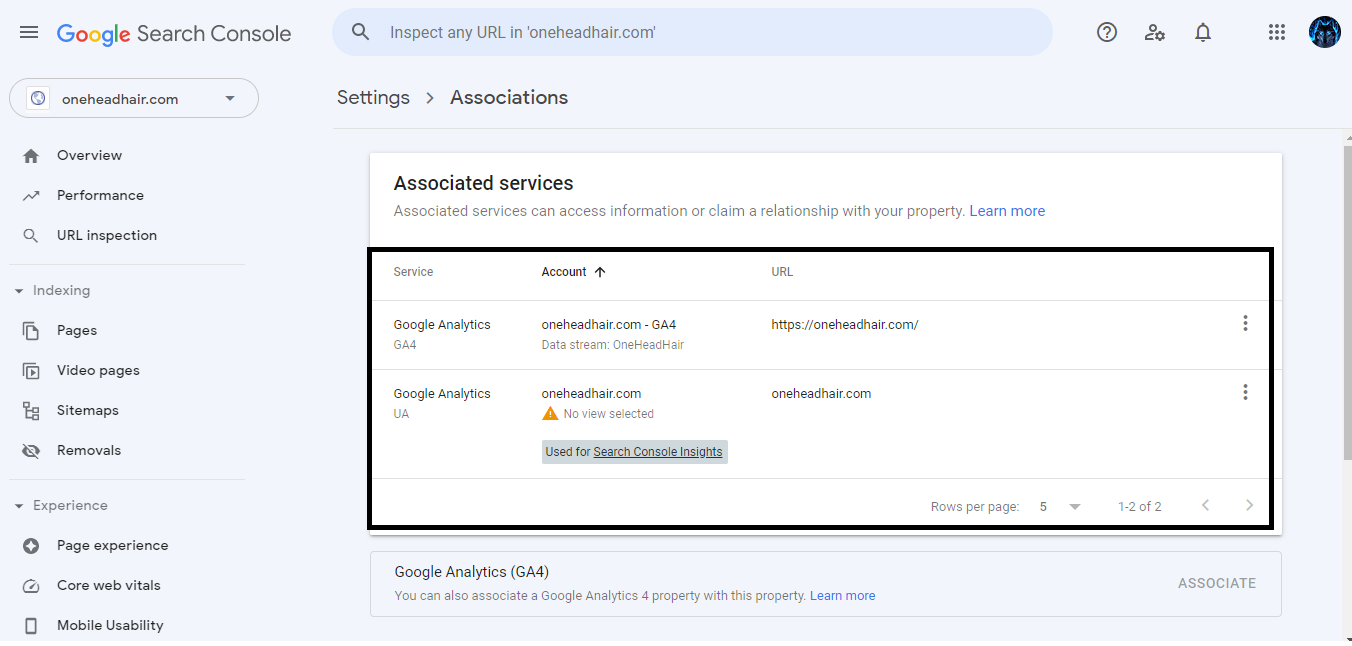 Google Search Console
Inspect any URL in 'oneheadhair.com'
oneheadhair.com
Settings > Associations
Overview
Performance
URL inspection
Indexing
Pages
Video pages
Sitemaps
Removals
Experience
Page experience
Core web vitals
Mobile Usability
Associated services
Associated services can access information or claim a relationship with your property. Learn more
Service Account URL
Google Analytics oneheadhair.com - GA4 https://oneheadhair.com/
GA4 Data stream: OneHeadHair
Google Analytics oneheadhair.com oneheadhair.com
UA No view selected
Used for Search Console Insights
Rows per page: 5 1-2 of 2
Google Analytics (GA4)
You can also associate a Google Analytics 4 property with this property. Learn more
ASSOCIATE